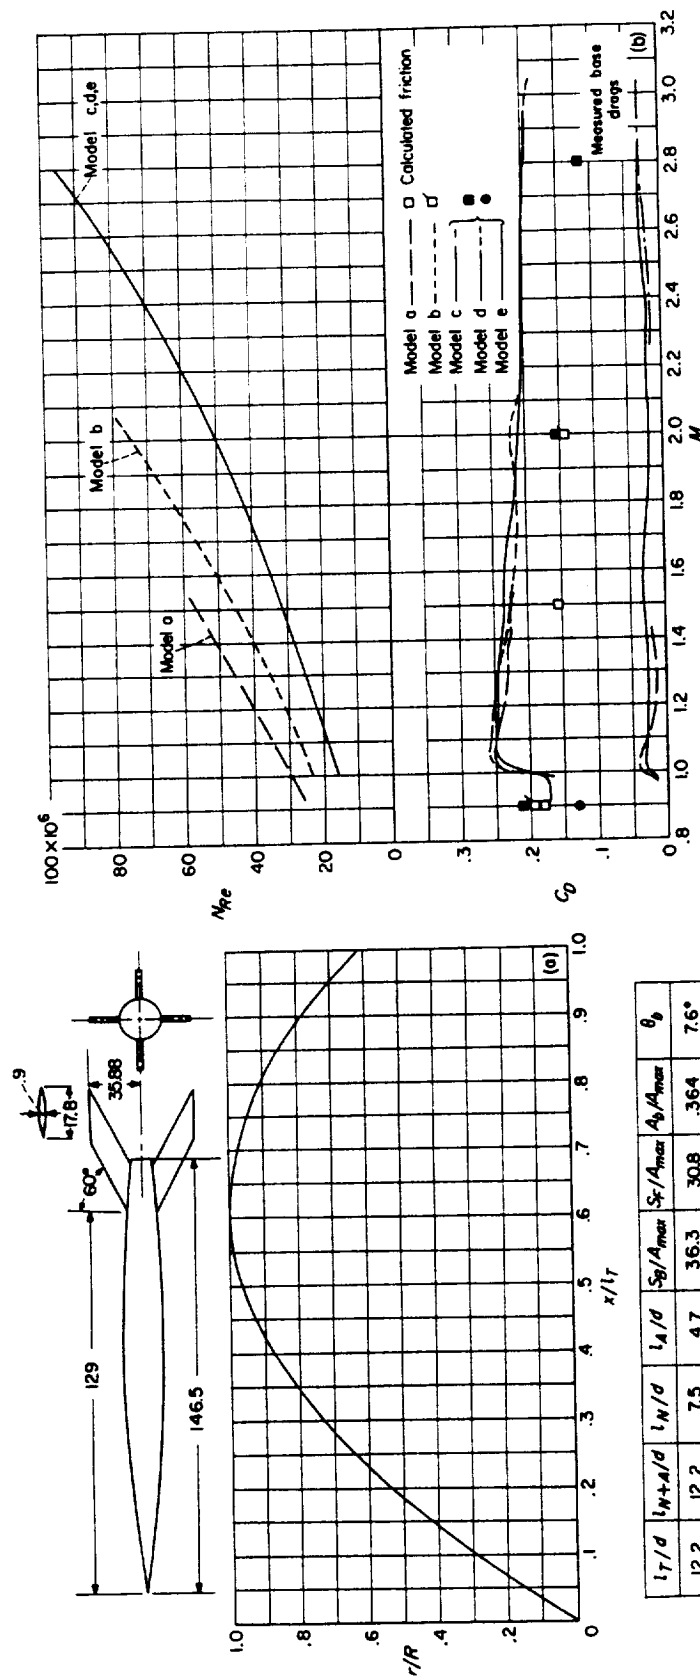 .9
17.8
60°
129
35.88
146.5
1.0
.8
.6
.4
.2
0
r/R
.1
.2
.3
.4
.5
.6
.7
.8
.9
1.0
x/l_T
(a)
l_T/d l_N+A/d l_N/d l_A/d S_B/A_max S_F/A_max A_b/A_max θ_b
12.2 12.2 7.5 4.7 36.3 30.8 .364 7.6°
100×10⁶
80
60
40
20
0
N_Re
Model a
Model b
Model c,d,e
Model a □ Calculated friction
Model b
Model c
Model d
Model e
Measured base drags
.3
.2
.1
0
C_D
.8
1.0
1.2
1.4
1.6
1.8
2.0
2.2
2.4
2.6
2.8
3.0
3.2
M
(b)